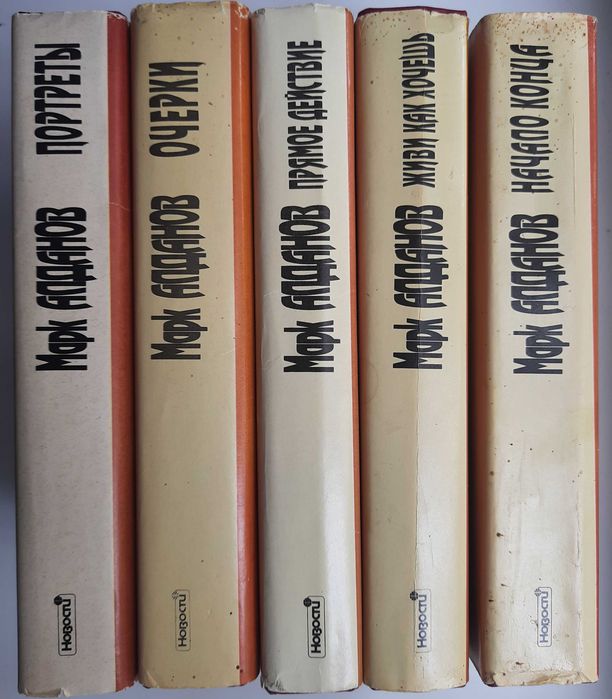 Марк АЛДАНОВ ПОРТРЕТЫ
Новости
Марк АЛДАНОВ ОЧЕРКИ
Новости
Марк АЛДАНОВ ПРЯМОЕ ДЕЙСТВИЕ
Новости
Марк АЛДАНОВ ЖИВИ КАК ХОЧЕШЬ
Новости
Марк АЛДАНОВ НАЧАЛО КОНЦА
Новости